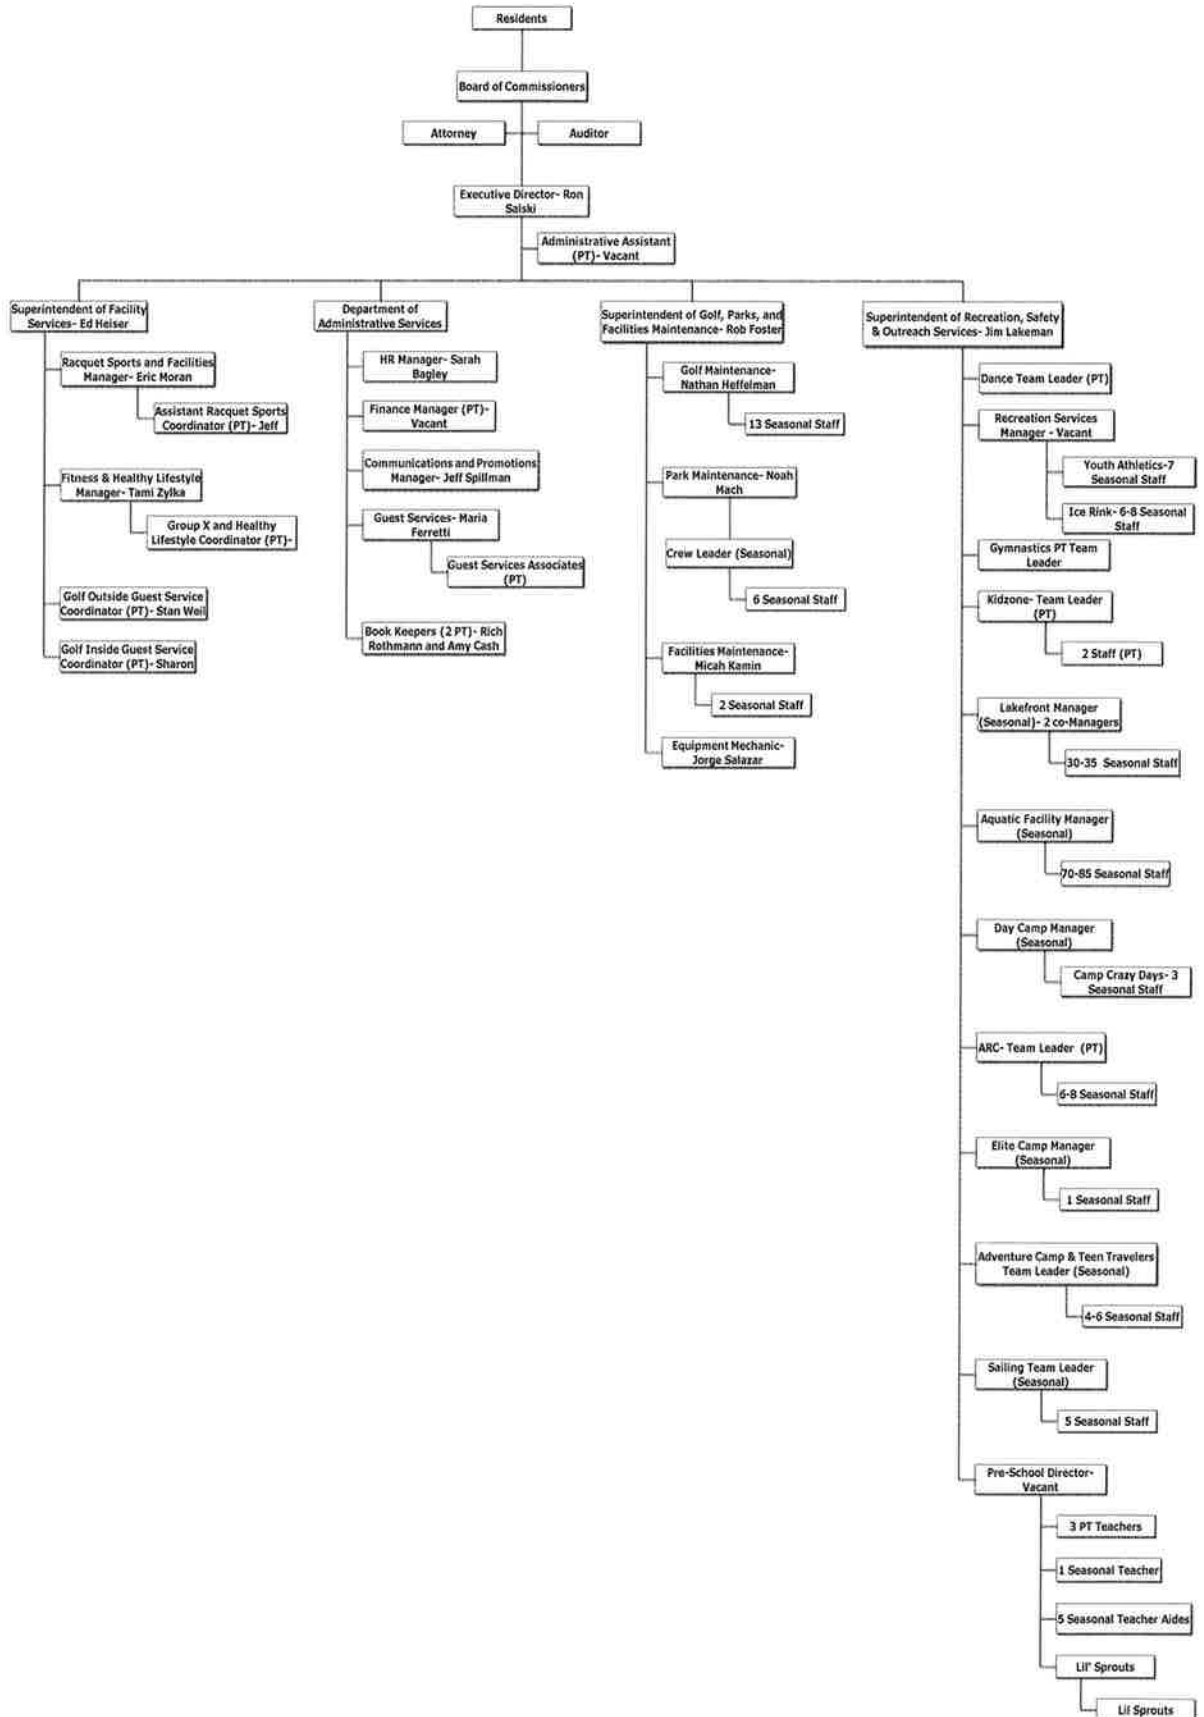 Residents
Board of Commissioners
Attorney
Auditor
Executive Director- Ron
Salski
Administrative Assistant
(PT)- Vacant
Superintendent of Facility
Services- Ed Heiser
Racquet Sports and Facilities
Manager- Eric Moran
Assistant Racquet Sports
Coordinator (PT)- Jeff
Fitness & Healthy Lifestyle
Manager- Tami Zylka
Group X and Healthy
Lifestyle Coordinator (PT)-
Golf Outside Guest Service
Coordinator (PT)- Stan Weil
Golf Inside Guest Service
Coordinator (PT)- Sharon
Department of
Administrative Services
HR Manager- Sarah
Bagley
Finance Manager (PT)-
Vacant
Communications and Promotions
Manager- Jeff Spillman
Guest Services- Maria
Ferretti
Guest Services Associates
(PT)
Book Keepers (2 PT)- Rich
Rothmann and Amy Cash
Superintendent of Golf, Parks, and
Facilities Maintenance- Rob Foster
Golf Maintenance-
Nathan Heffelman
13 Seasonal Staff
Park Maintenance- Noah
Mach
Crew Leader (Seasonal)
6 Seasonal Staff
Facilities Maintenance-
Micah Kamin
2 Seasonal Staff
Equipment Mechanic-
Jorge Salazar
Superintendent of Recreation, Safety
& Outreach Services- Jim Lakeman
Dance Team Leader (PT)
Recreation Services
Manager - Vacant
Youth Athletics-7
Seasonal Staff
Ice Rink- 6-8 Seasonal
Staff
Gymnastics PT Team
Leader
Kidzone- Team Leader
(PT)
2 Staff (PT)
Lakefront Manager
(Seasonal)- 2 co-Managers
30-35 Seasonal Staff
Aquatic Facility Manager
(Seasonal)
70-85 Seasonal Staff
Day Camp Manager
(Seasonal)
Camp Crazy Days- 3
Seasonal Staff
ARC- Team Leader (PT)
6-8 Seasonal Staff
Elite Camp Manager
(Seasonal)
1 Seasonal Staff
Adventure Camp & Teen Travelers
Team Leader (Seasonal)
4-6 Seasonal Staff
Sailing Team Leader
(Seasonal)
5 Seasonal Staff
Pre-School Director-
Vacant
3 PT Teachers
1 Seasonal Teacher
5 Seasonal Teacher Aides
Lil' Sprouts
Lil Sprouts